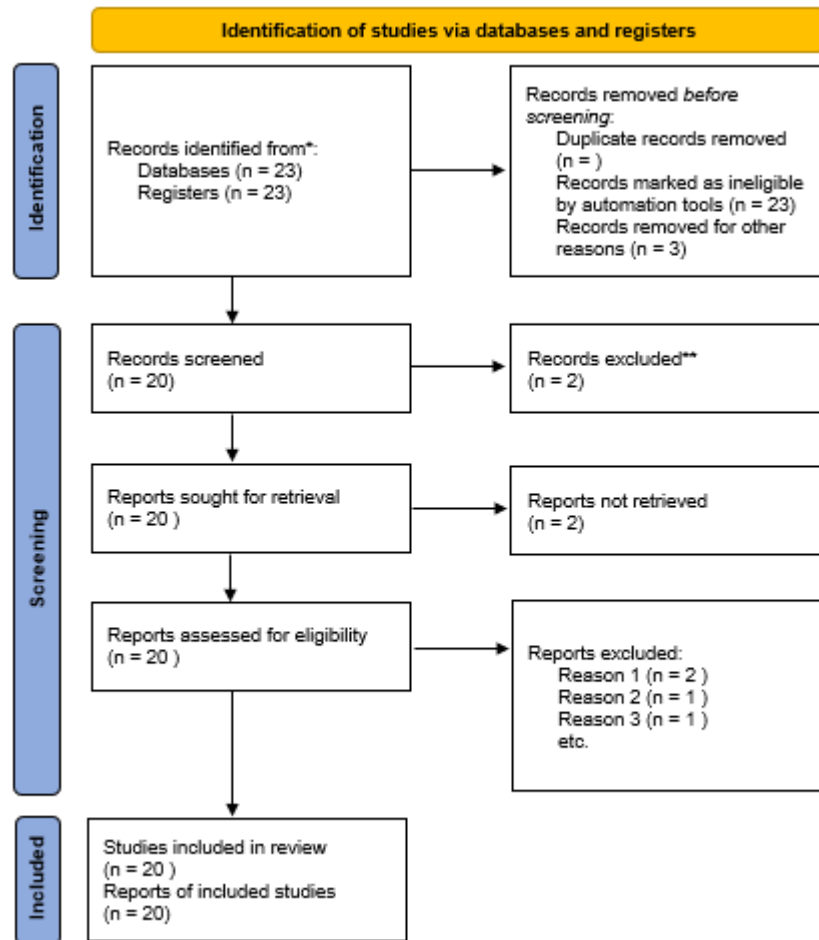 Identification of studies via databases and registers
Identification
Records identified from*:
Databases (n = 23)
Registers (n = 23)
Records removed before
screening:
Duplicate records removed
(n = )
Records marked as ineligible
by automation tools (n = 23)
Records removed for other
reasons (n = 3)
Screening
Records screened
(n = 20)
Records excluded**
(n = 2)
Reports sought for retrieval
(n = 20 )
Reports not retrieved
(n = 2)
Reports assessed for eligibility
(n = 20 )
Reports excluded:
Reason 1 (n = 2 )
Reason 2 (n = 1 )
Reason 3 (n = 1 )
etc.
Included
Studies included in review
(n = 20 )
Reports of included studies
(n = 20)